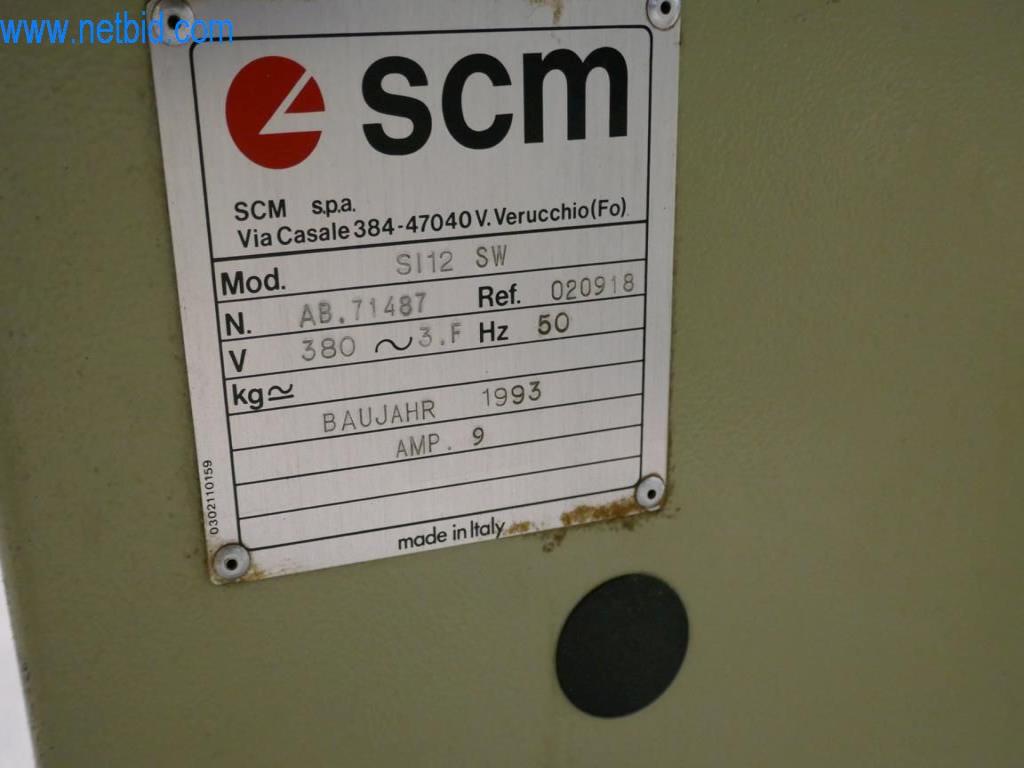 www.netbid.com
scm
SCM s.p.a.
Via Casale 384-47040 V. Verucchio (Fo)
Mod. SI12 SW
N. AB.71487 Ref. 020918
V 380 ~ 3.F Hz 50
kg≃
BAUJAHR 1993
AMP. 9
made in Italy
0302110159